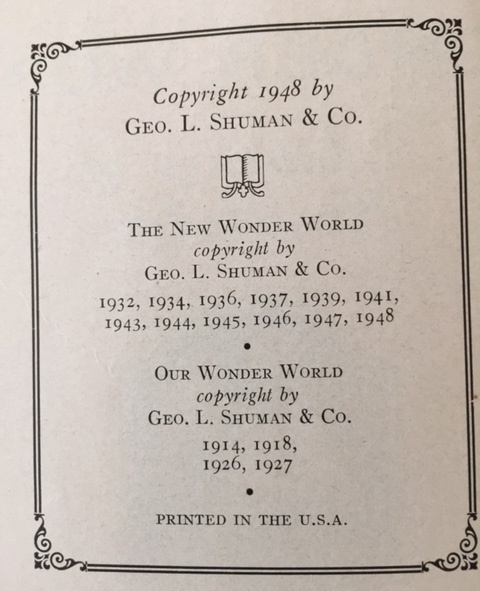 Copyright 1948 by
GEO. L. SHUMAN & CO.
THE NEW WONDER WORLD
copyright by
GEO. L. SHUMAN & CO.
1932, 1934, 1936, 1937, 1939, 1941,
1943, 1944, 1945, 1946, 1947, 1948
•
OUR WONDER WORLD
copyright by
GEO. L. SHUMAN & CO.
1914, 1918,
1926, 1927
•
PRINTED IN THE U.S.A.